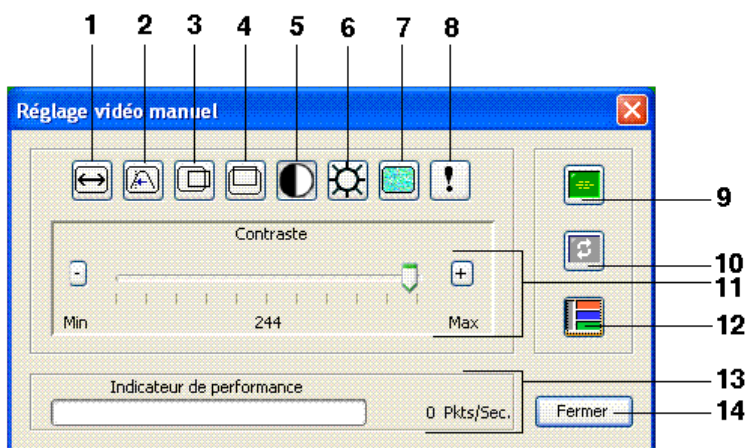 1 2 3 4 5 6 7 8
Réglage vidéo manuel
9
Contraste
10
- +
11
Min 244 Max
12
13
Indicateur de performance
0 Pkts/Sec.
Fermer
14